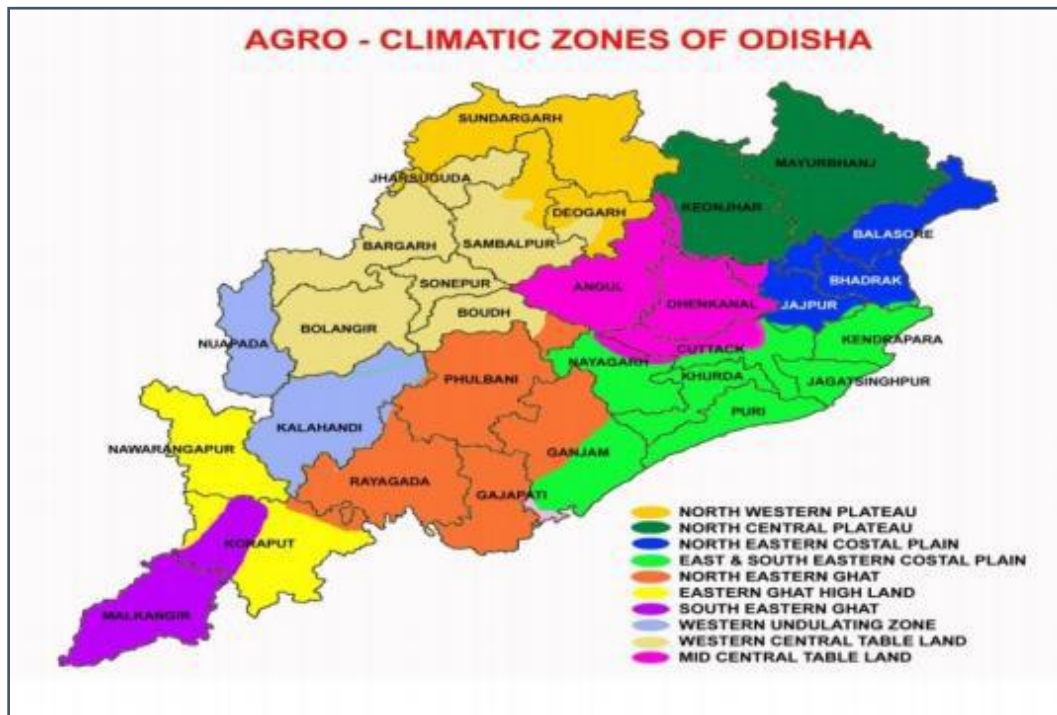 AGRO - CLIMATIC ZONES OF ODISHA
SUNDARGARH
MAYURBHANJ
JHARSUGUDA
KEONJHAR
DEOGARH
BALASORE
BARGARH
SAMBALPUR
BHADRAK
SONEPUR
ANGUL
DHENKANAL
JAJPUR
BOUDH
BOLANGIR
NUAPADA
KENDRAPARA
CUTTACK
NAYAGARH
KHURDA
PHULBANI
JAGATSINGHPUR
PURI
KALAHANDI
NAWARANGAPUR
GANJAM
RAYAGADA
GAJAPATI
KORAPUT
MALKANGIR
NORTH WESTERN PLATEAU
NORTH CENTRAL PLATEAU
NORTH EASTERN COSTAL PLAIN
EAST & SOUTH EASTERN COSTAL PLAIN
NORTH EASTERN GHAT
EASTERN GHAT HIGH LAND
SOUTH EASTERN GHAT
WESTERN UNDULATING ZONE
WESTERN CENTRAL TABLE LAND
MID CENTRAL TABLE LAND